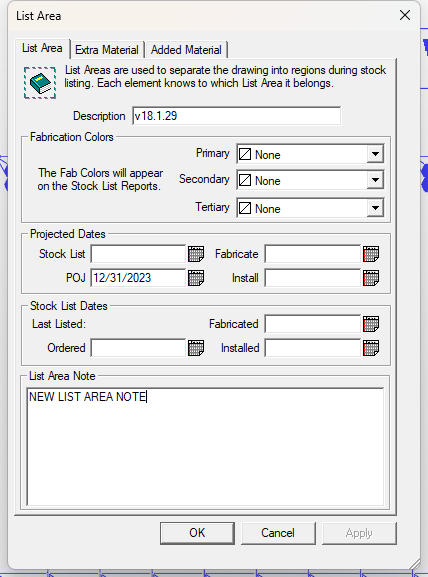 List Area
List Area Extra Material Added Material
List Areas are used to separate the drawing into regions during stock
listing. Each element knows to which List Area it belongs.
Description v18.1.29
Fabrication Colors
The Fab Colors will appear
on the Stock List Reports.
Primary None
Secondary None
Tertiary None
Projected Dates
Stock List Fabricate
POJ 12/31/2023 Install
Stock List Dates
Last Listed: Fabricated
Ordered Installed
List Area Note
NEW LIST AREA NOTE
OK Cancel Apply